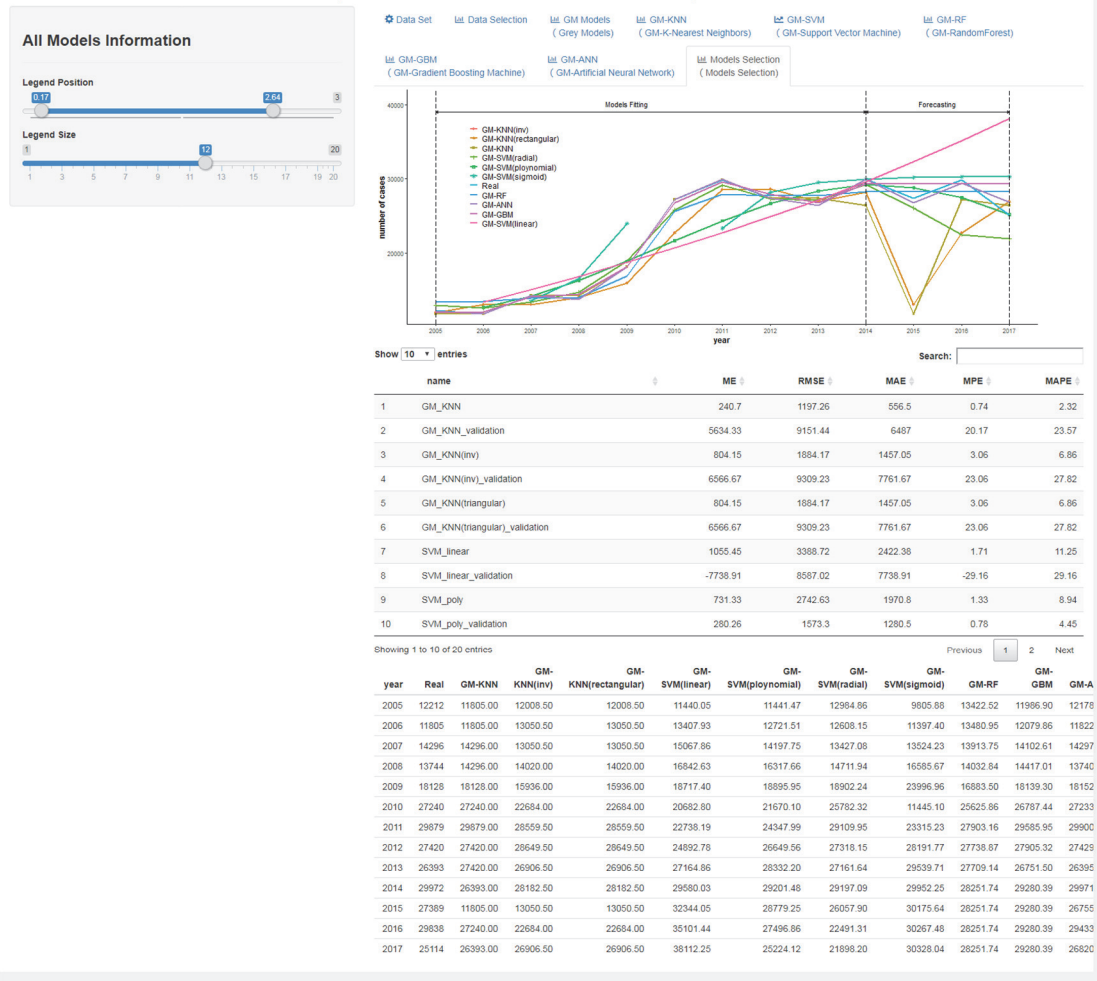 All Models Information
Legend Position
0.17 2.64 3
Legend Size
1 12 20
1 3 5 7 9 11 13 15 17 19 20
Data Set Data Selection GM Models GM-KNN GM-SVM GM-RF
( Grey Models) ( GM-K-Nearest Neighbors) ( GM-Support Vector Machine) ( GM-RandomForest)
GM-GBM GM-ANN Models Selection
( GM-Gradient Boosting Machine) ( GM-Artificial Neural Network) ( Models Selection)
40000
Models Fitting Forecasting
GM-KNN(inv)
GM-KNN(rectangular)
GM-KNN
GM-SVM(radial)
GM-SVM(ploynomial)
GM-SVM(sigmoid)
Real
GM-RF
GM-ANN
GM-GBM
GM-SVM(linear)
30000
number of cases
20000
2005 2006 2007 2008 2009 2010 2011 2012 2013 2014 2015 2016 2017
year
Show 10 entries Search:
name ME RMSE MAE MPE MAPE
1 GM_KNN 240.7 1197.26 556.5 0.74 2.32
2 GM_KNN_validation 5634.33 9151.44 6487 20.17 23.57
3 GM_KNN(inv) 804.15 1884.17 1457.05 3.06 6.86
4 GM_KNN(inv)_validation 6566.67 9309.23 7761.67 23.06 27.82
5 GM_KNN(triangular) 804.15 1884.17 1457.05 3.06 6.86
6 GM_KNN(triangular)_validation 6566.67 9309.23 7761.67 23.06 27.82
7 SVM_linear 1055.45 3388.72 2422.38 1.71 11.25
8 SVM_linear_validation -7738.91 8587.02 7738.91 -29.16 29.16
9 SVM_poly 731.33 2742.63 1970.8 1.33 8.94
10 SVM_poly_validation 280.26 1573.3 1280.5 0.78 4.45
Showing 1 to 10 of 20 entries Previous 1 2 Next
GM- GM- GM- GM- GM- GM- GM-
year Real GM-KNN KNN(inv) KNN(rectangular) SVM(linear) SVM(ploynomial) SVM(radial) SVM(sigmoid) GM-RF GBM GM-A
2005 12212 11805.00 12008.50 12008.50 11440.05 11441.47 12984.86 9805.88 13422.52 11986.90 12178
2006 11805 11805.00 13050.50 13050.50 13407.93 12721.51 12608.15 11397.40 13480.95 12079.86 11822
2007 14296 14296.00 13050.50 13050.50 15067.86 14197.75 13427.08 13524.23 13913.75 14102.61 14297
2008 13744 14296.00 14020.00 14020.00 16842.63 16317.66 14711.94 16585.67 14032.84 14417.01 13740
2009 18128 18128.00 15936.00 15936.00 18717.40 18895.95 18902.24 23996.96 16883.50 18139.30 18152
2010 27240 27240.00 22684.00 22684.00 20682.80 21670.10 25782.32 11445.10 25625.86 26787.44 27233
2011 29879 29879.00 28559.50 28559.50 22738.19 24347.99 29109.95 23315.23 27903.16 29585.95 29900
2012 27420 27420.00 28649.50 28649.50 24892.78 26649.56 27318.15 28191.77 27738.87 27905.32 27429
2013 26393 27420.00 26906.50 26906.50 27164.86 28332.20 27161.64 29539.71 27709.14 26751.50 26395
2014 29972 26393.00 28182.50 28182.50 29580.03 29201.48 29197.09 29952.25 28251.74 29280.39 29971
2015 27389 11805.00 13050.50 13050.50 32344.05 28779.25 26057.90 30175.64 28251.74 29280.39 26755
2016 29838 27240.00 22684.00 22684.00 35101.44 27496.86 22491.31 30267.48 28251.74 29280.39 29433
2017 25114 26393.00 26906.50 26906.50 38112.25 25224.12 21898.20 30328.04 28251.74 29280.39 26820